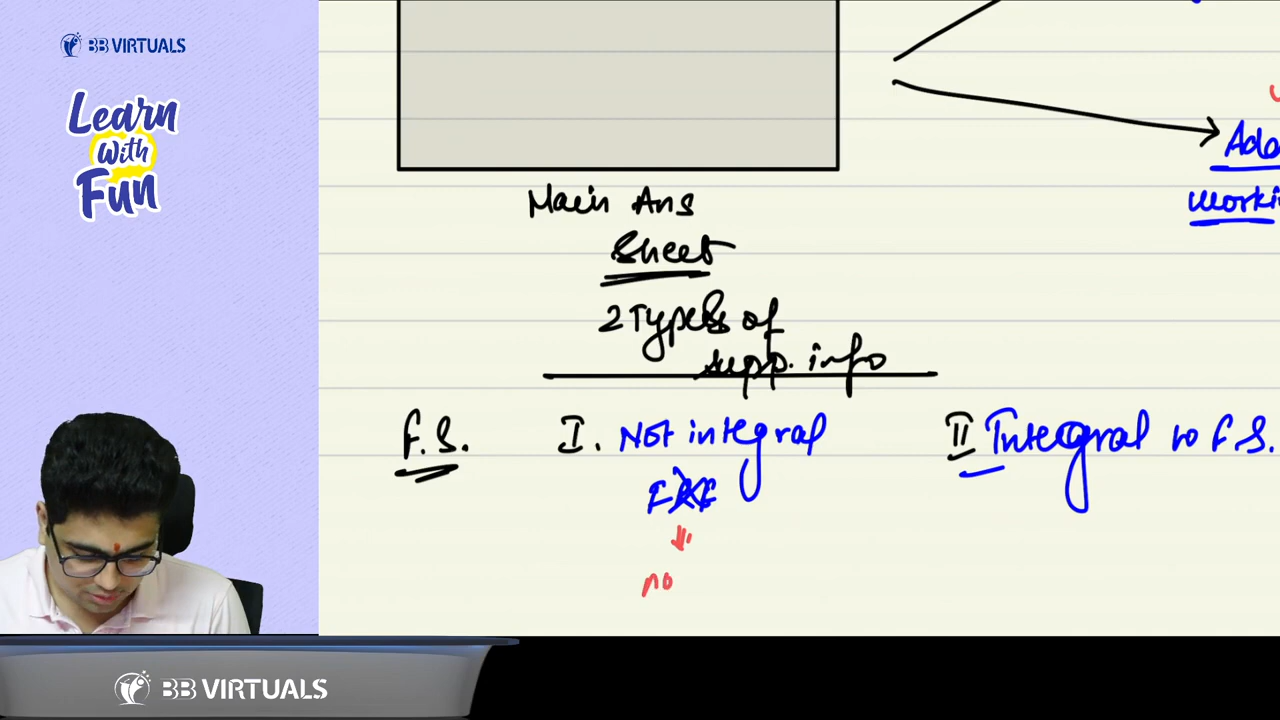 BB VIRTUALS
Learn
With
Fun
Main Ans
Sheet
2 Types of
supp. info
F.S.
I. Not integral
II Integral to F.S.
no
BB VIRTUALS